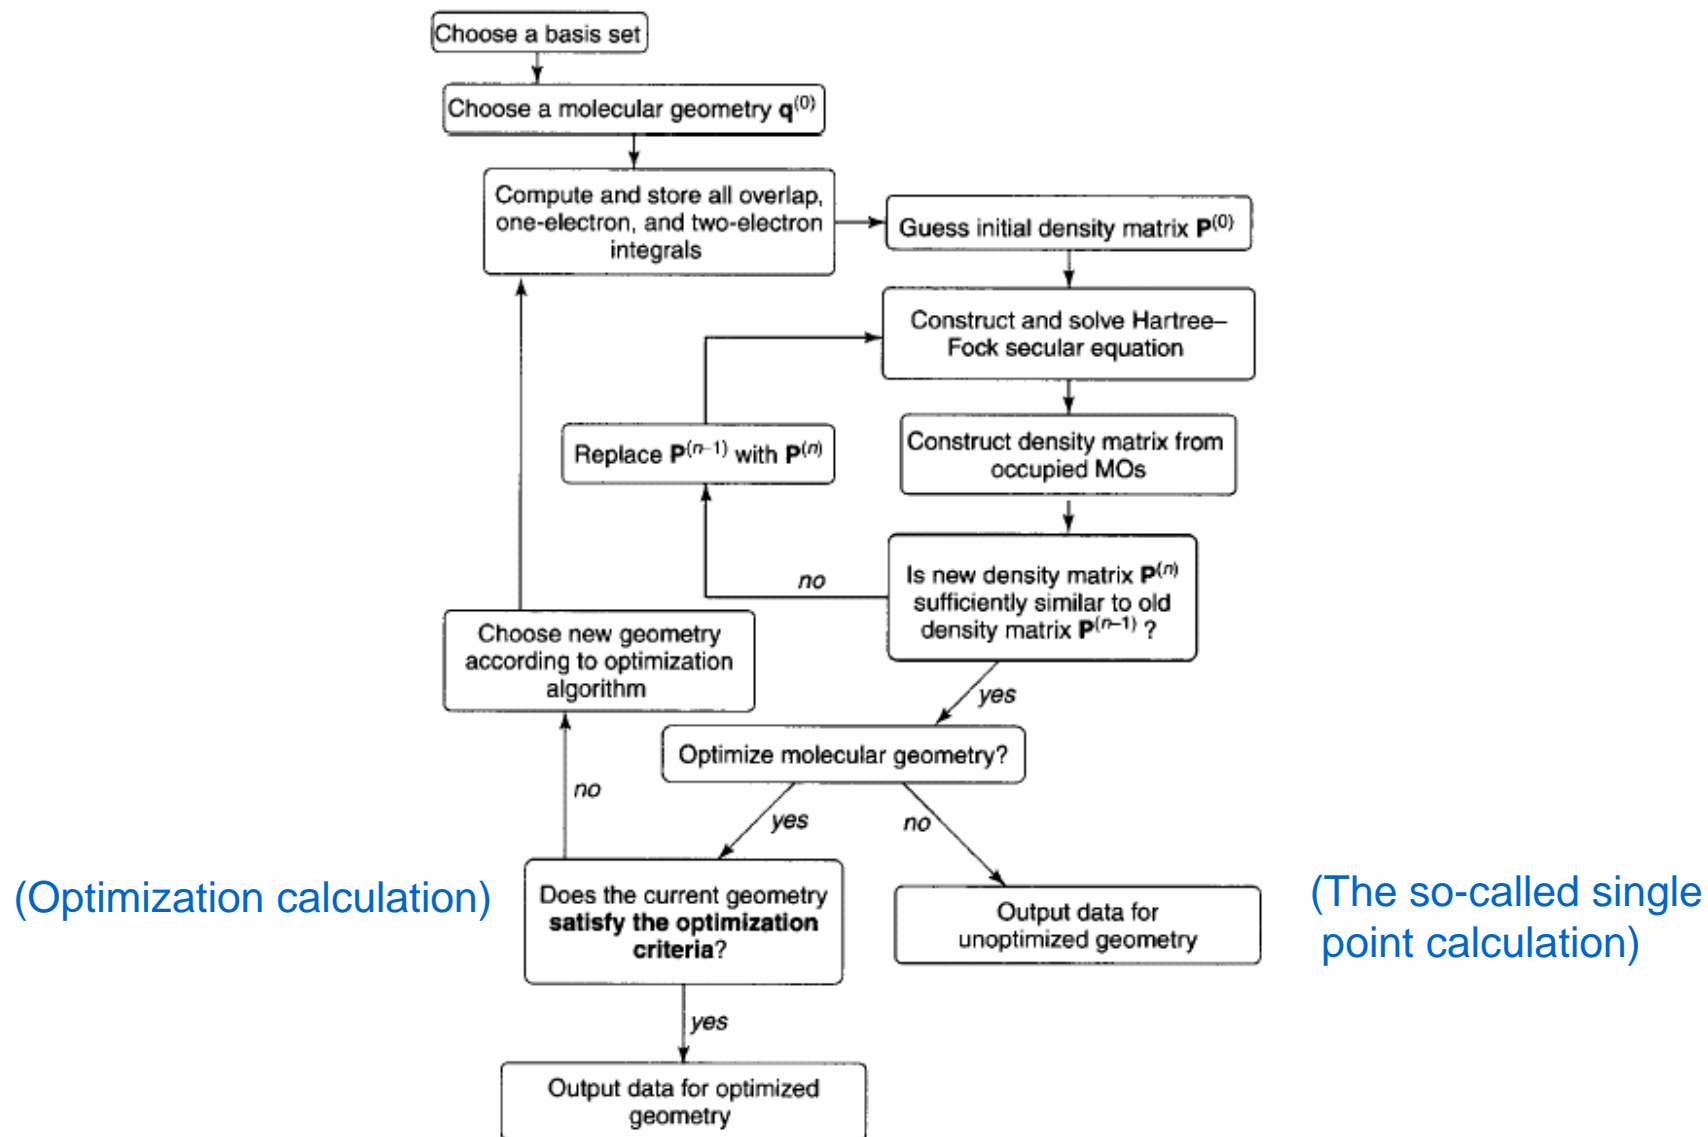 Choose a basis set
Choose a molecular geometry q(0)
Compute and store all overlap,
one-electron, and two-electron
integrals
Guess initial density matrix P(0)
Construct and solve Hartree–
Fock secular equation
Replace P(n–1) with P(n)
Construct density matrix from
occupied MOs
no
Is new density matrix P(n)
sufficiently similar to old
density matrix P(n–1) ?
Choose new geometry
according to optimization
algorithm
yes
Optimize molecular geometry?
no
yes
no
(Optimization calculation)
Does the current geometry
satisfy the optimization
criteria?
Output data for
unoptimized geometry
(The so-called single
point calculation)
yes
Output data for optimized
geometry